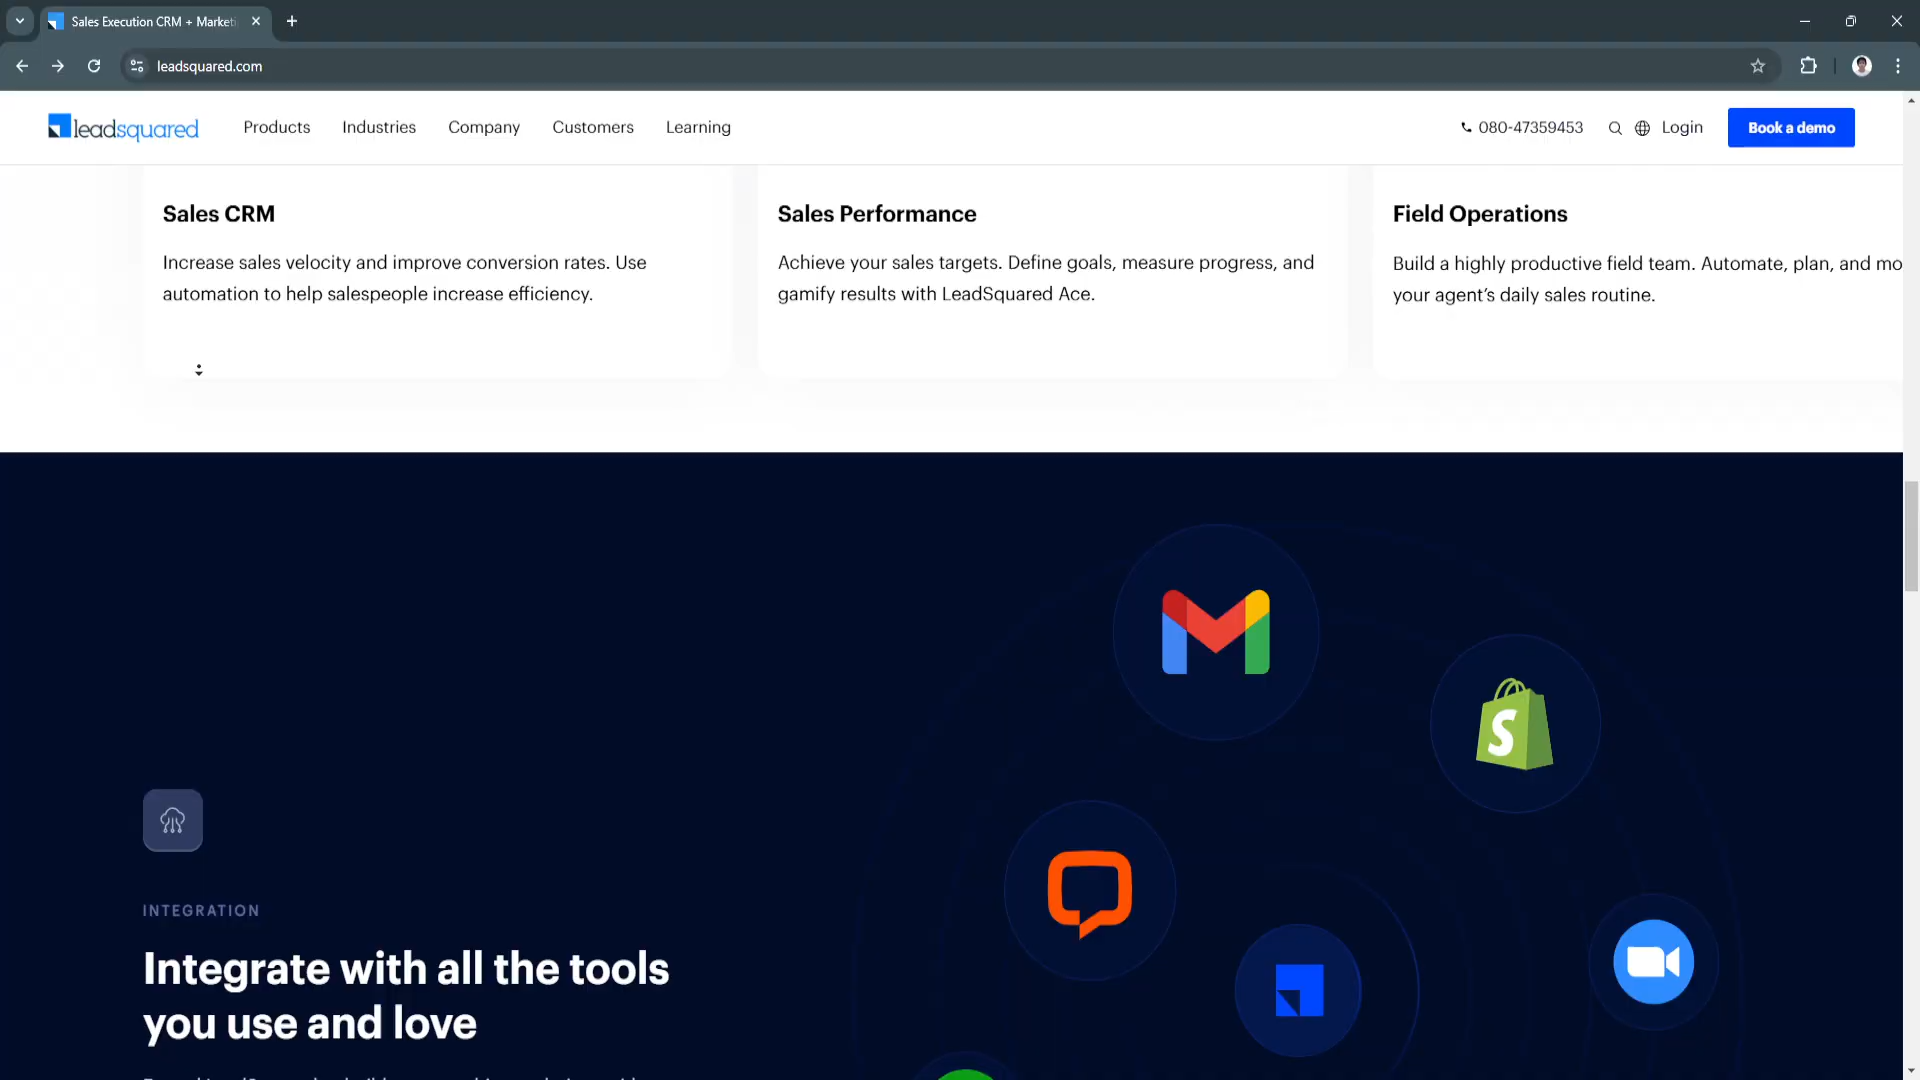 Sales Execution CRM + Marketi
leadsquared.com
leadsquared
Products
Industries
Company
Customers
Learning
080-47359453
Login
Book a demo
Sales CRM
Increase sales velocity and improve conversion rates. Use
automation to help salespeople increase efficiency.
Sales Performance
Achieve your sales targets. Define goals, measure progress, and
gamify results with LeadSquared Ace.
Field Operations
Build a highly productive field team. Automate, plan, and mo
your agent’s daily sales routine.
INTEGRATION
Integrate with all the tools
you use and love